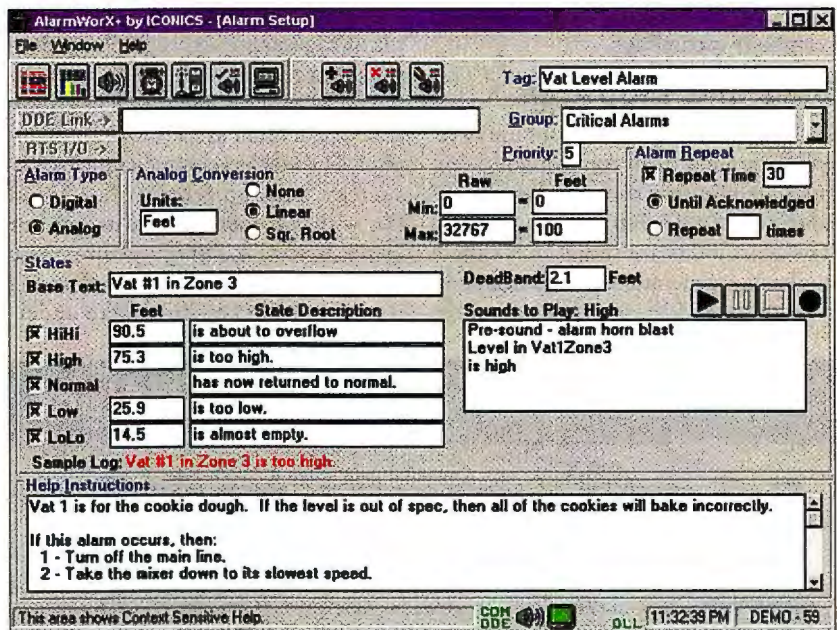 AlarmWorX+ by ICONICS - [Alarm Setup]
File Window Help
Tag: Vat Level Alarm
DDE Link ->
Group: Critical Alarms
RTS I/O ->
Priority: 5
Alarm Type
Digital
Analog
Analog Conversion
Units:
Feet
None
Linear
Sqr. Root
Raw Feet
Min: 0 = 0
Max: 32767 = 100
Alarm Repeat
Repeat Time 30
Until Acknowledged
Repeat times
States
Base Text: Vat #1 in Zone 3
DeadBand: 2.1 Feet
Feet State Description
HiHi 90.5 is about to overflow
High 75.3 is too high.
Normal has now returned to normal.
Low 25.9 is too low.
LoLo 14.5 is almost empty.
Sample Log: Vat #1 in Zone 3 is too high.
Sounds to Play: High
Pre-sound - alarm horn blast
Level in Vat1Zone3
is high
Help Instructions
Vat 1 is for the cookie dough. If the level is out of spec, then all of the cookies will bake incorrectly.
If this alarm occurs, then:
1 - Turn off the main line.
2 - Take the mixer down to its slowest speed.
This area shows Context Sensitive Help.
COM
DDE
DLL
11:32:39 PM
DEMO - 59